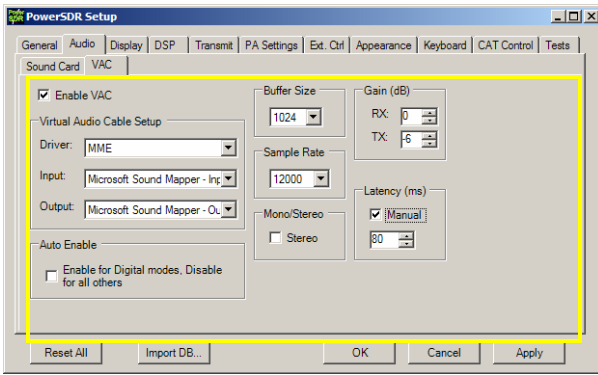 PowerSDR Setup
General Audio Display DSP Transmit PA Settings Ext. Ctrl Appearance Keyboard CAT Control Tests
Sound Card VAC
Enable VAC
Virtual Audio Cable Setup
Driver: MME
Input: Microsoft Sound Mapper - Inp
Output: Microsoft Sound Mapper - Ou
Auto Enable
Enable for Digital modes, Disable
for all others
Buffer Size
1024
Sample Rate
12000
Mono/Stereo
Stereo
Gain (dB)
RX: 0
TX: -6
Latency (ms)
Manual
80
Reset All Import DB... OK Cancel Apply